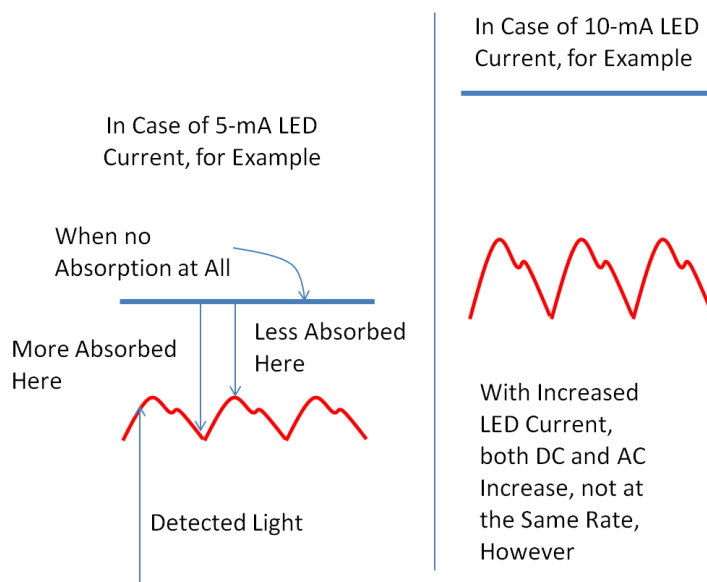 In Case of 5-mA LED
Current, for Example
When no
Absorption at All
More Absorbed
Here
Less Absorbed
Here
Detected Light
In Case of 10-mA LED
Current, for Example
With Increased
LED Current,
both DC and AC
Increase, not at
the Same Rate,
However